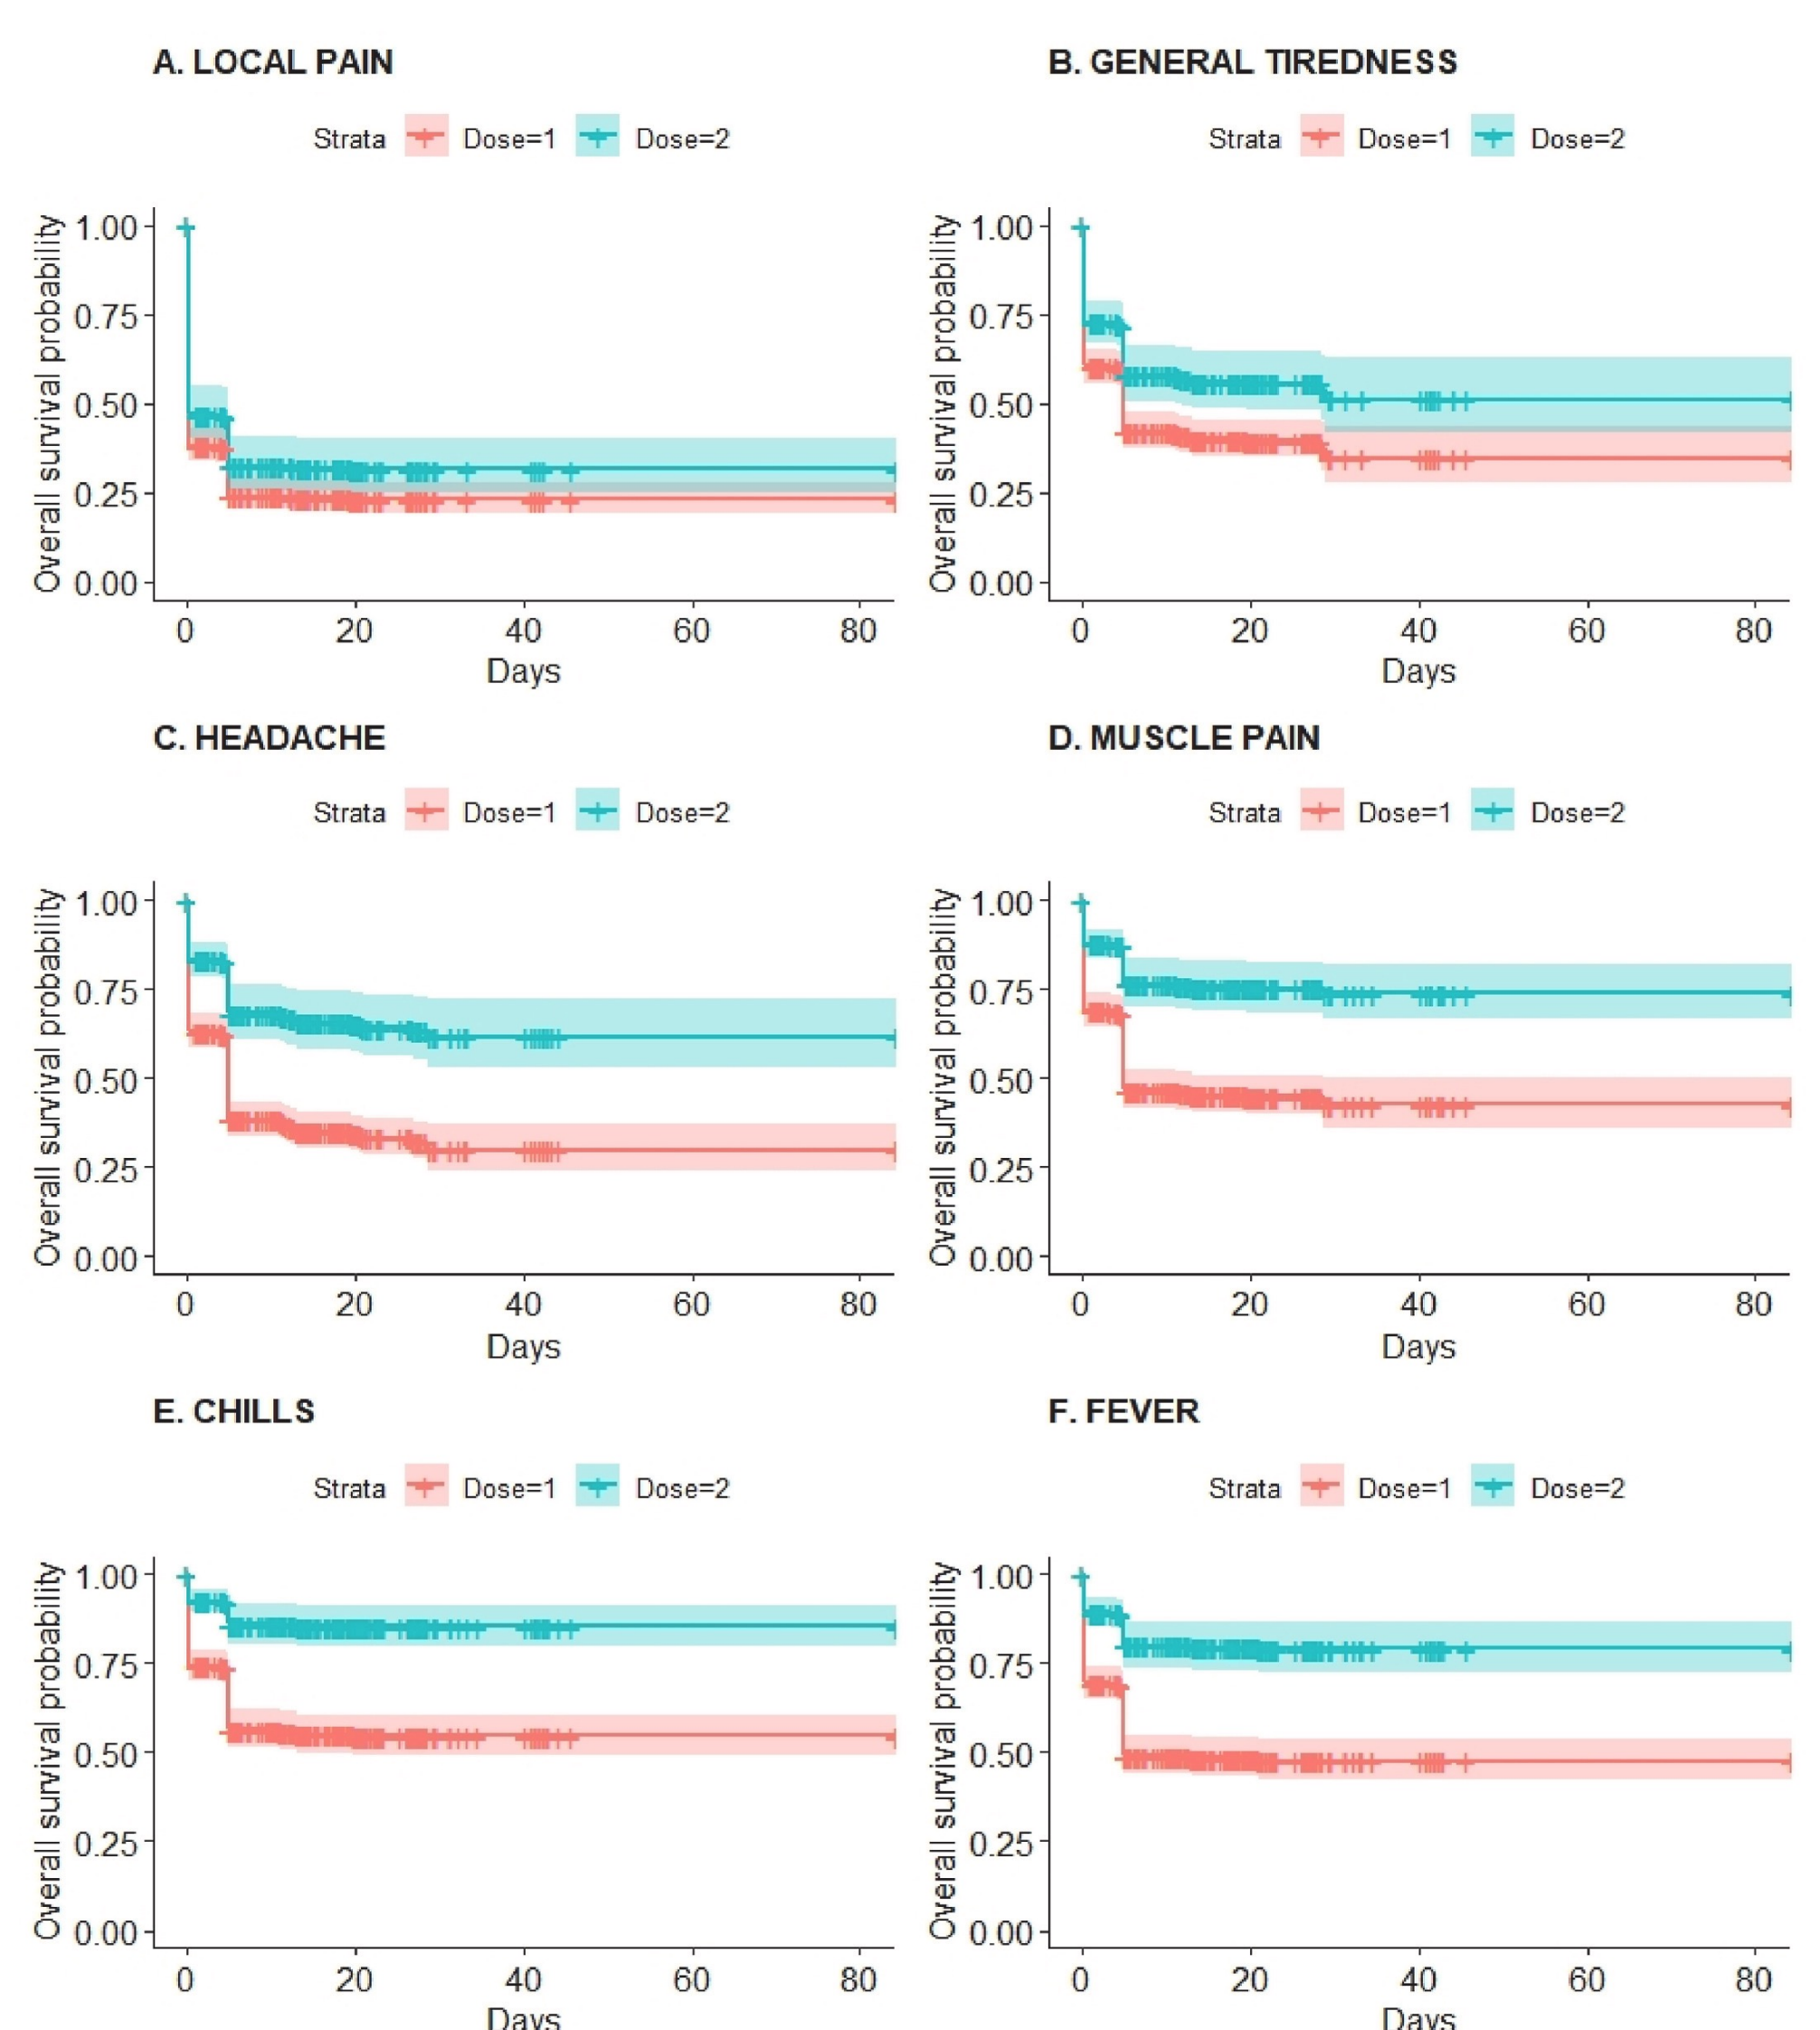 A. LOCAL PAIN
Strata Dose=1 Dose=2
Overall survival probability
1.00
0.75
0.50
0.25
0.00
0 20 40 60 80
Days
B. GENERAL TIREDNESS
Strata Dose=1 Dose=2
Overall survival probability
1.00
0.75
0.50
0.25
0.00
0 20 40 60 80
Days
C. HEADACHE
Strata Dose=1 Dose=2
Overall survival probability
1.00
0.75
0.50
0.25
0.00
0 20 40 60 80
Days
D. MUSCLE PAIN
Strata Dose=1 Dose=2
Overall survival probability
1.00
0.75
0.50
0.25
0.00
0 20 40 60 80
Days
E. CHILLS
Strata Dose=1 Dose=2
Overall survival probability
1.00
0.75
0.50
0.25
0.00
0 20 40 60 80
Days
F. FEVER
Strata Dose=1 Dose=2
Overall survival probability
1.00
0.75
0.50
0.25
0.00
0 20 40 60 80
Days